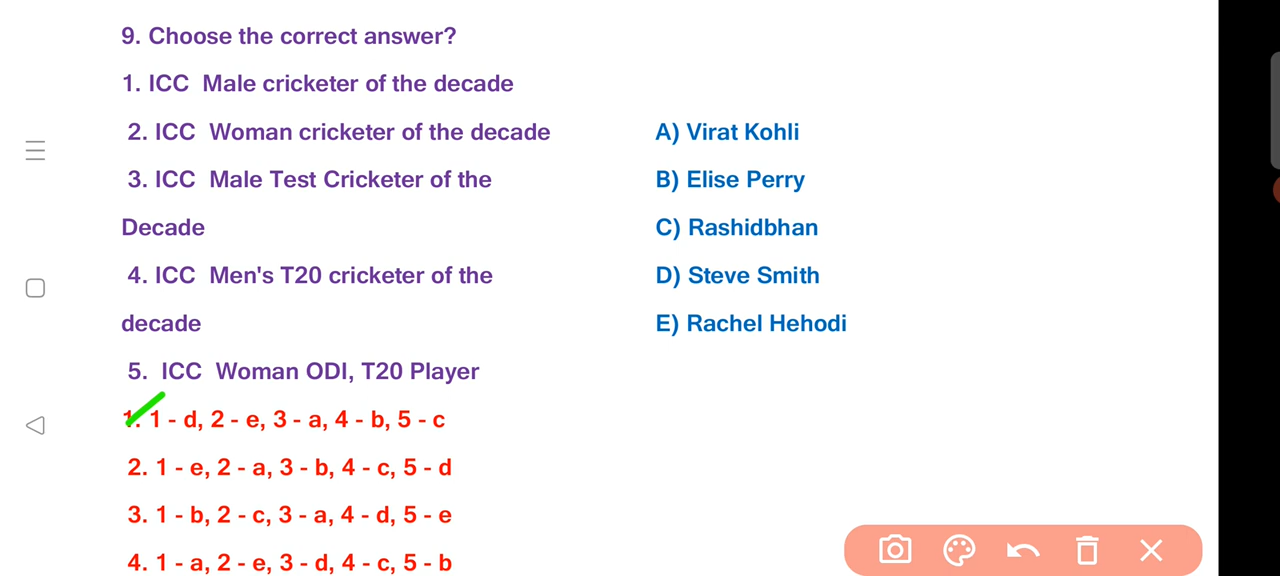 9. Choose the correct answer?
1. ICC Male cricketer of the decade
2. ICC Woman cricketer of the decade
A) Virat Kohli
3. ICC Male Test Cricketer of the
B) Elise Perry
Decade
C) Rashidbhan
4. ICC Men's T20 cricketer of the
D) Steve Smith
decade
E) Rachel Hehodi
5. ICC Woman ODI, T20 Player
1. 1 - d, 2 - e, 3 - a, 4 - b, 5 - c
2. 1 - e, 2 - a, 3 - b, 4 - c, 5 - d
3. 1 - b, 2 - c, 3 - a, 4 - d, 5 - e
4. 1 - a, 2 - e, 3 - d, 4 - c, 5 - b